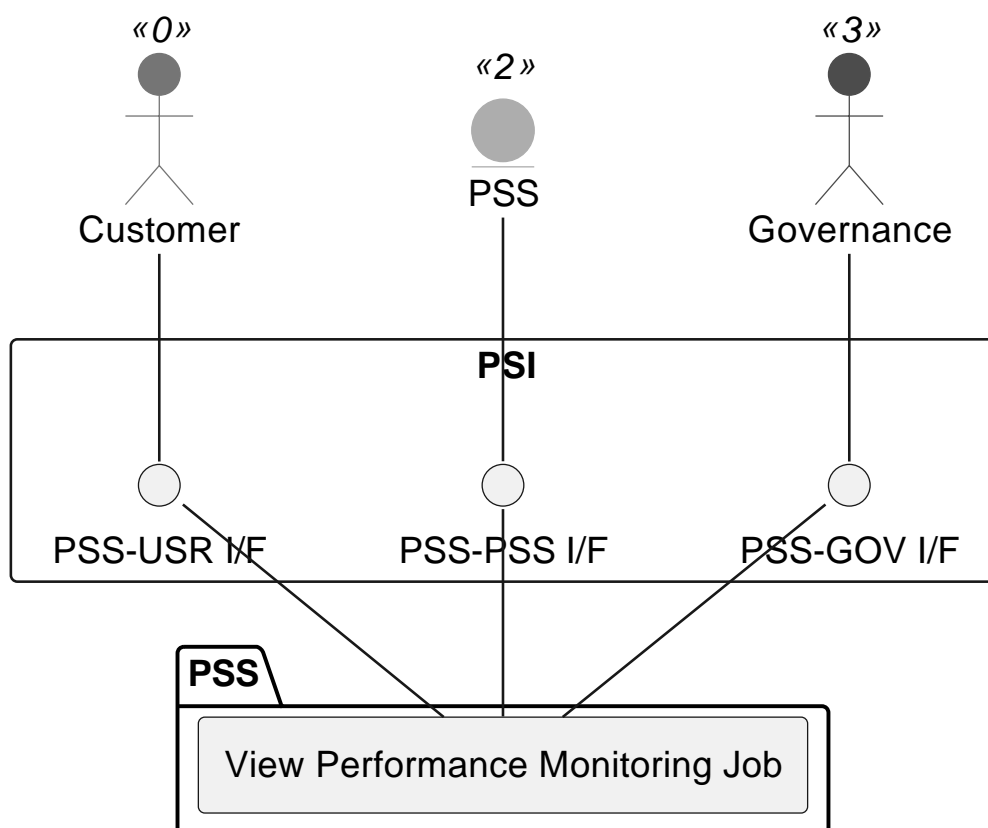 «0»
«2»
«3»
PSS
Customer
Governance
PSI
PSS-USR I/F
PSS-PSS I/F
PSS-GOV I/F
PSS
View Performance Monitoring Job